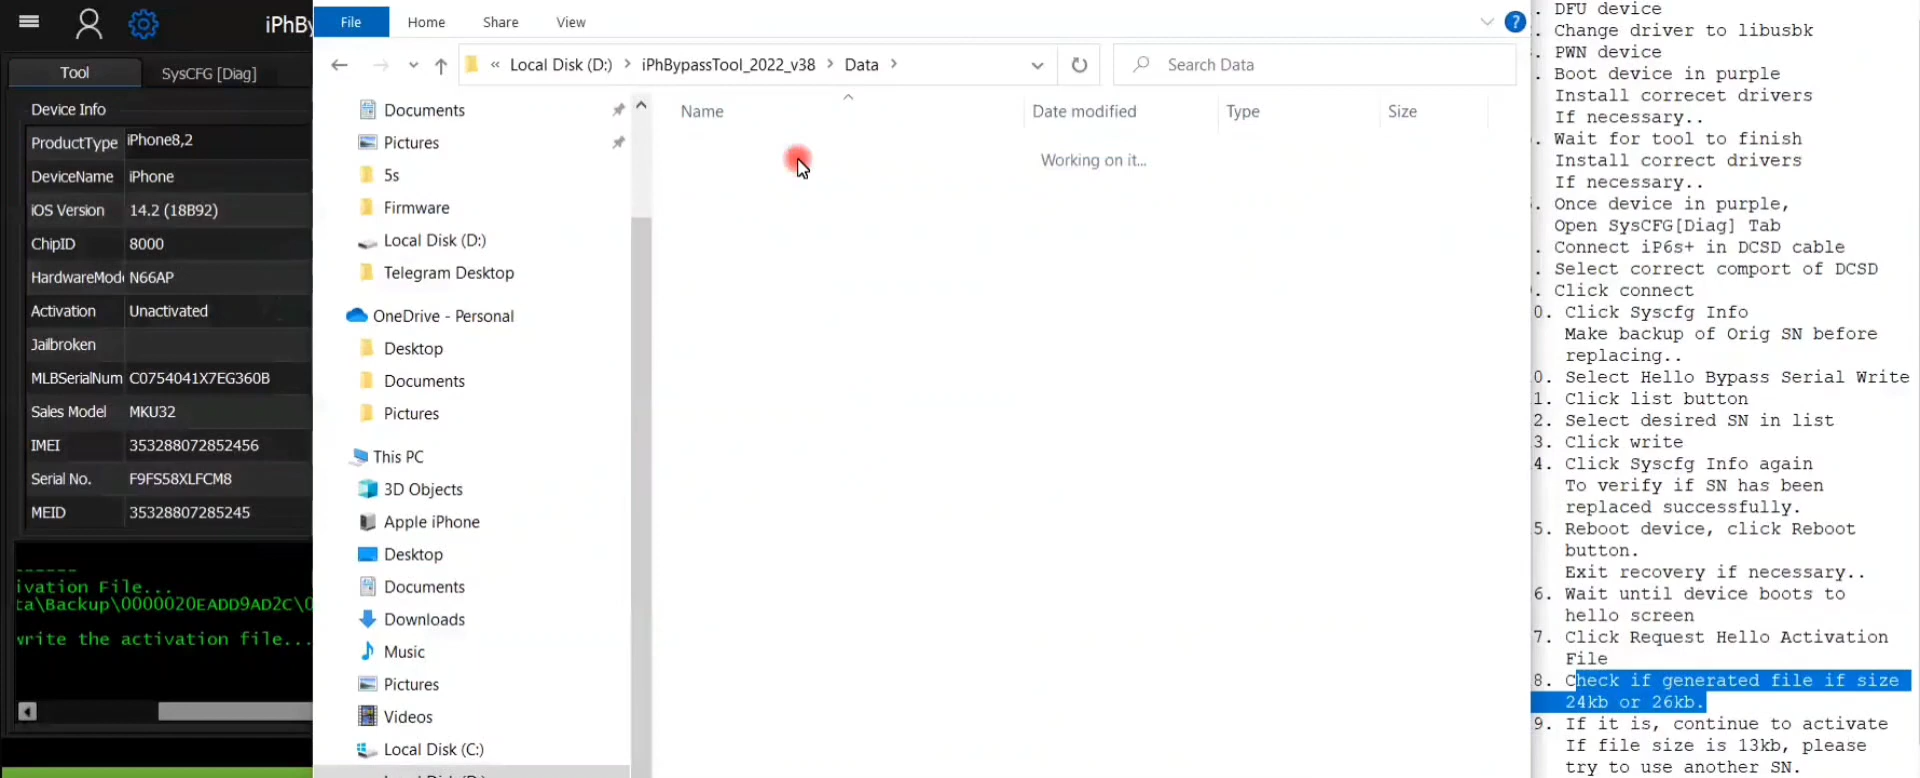 iPhBy
Tool
SysCFG [Diag]
Device Info
ProductType iPhone8,2
DeviceName iPhone
iOS Version 14.2 (18B92)
ChipID 8000
HardwareMode N66AP
Activation Unactivated
Jailbroken
MLBSerialNum C0754041X7EG360B
Sales Model MKU32
IMEI 353288072852456
Serial No. F9FS58XLFCM8
MEID 35328807285245
------
ivation File...
ta\Backup\0000020EADD9AD2C\0
write the activation file...
File Home Share View
?
« Local Disk (D:) > iPhBypassTool_2022_v38 > Data >
Search Data
Documents
Pictures
5s
Firmware
Local Disk (D:)
Telegram Desktop
OneDrive - Personal
Desktop
Documents
Pictures
This PC
3D Objects
Apple iPhone
Desktop
Documents
Downloads
Music
Pictures
Videos
Local Disk (C:)
Local Disk (D:)
Name Date modified Type Size
Working on it...
. DFU device
. Change driver to libusbk
. PWN device
. Boot device in purple
Install correcet drivers
If necessary..
. Wait for tool to finish
Install correct drivers
If necessary..
. Once device in purple,
Open SysCFG[Diag] Tab
. Connect iP6s+ in DCSD cable
. Select correct comport of DCSD
. Click connect
0. Click Syscfg Info
Make backup of Orig SN before
replacing..
0. Select Hello Bypass Serial Write
1. Click list button
2. Select desired SN in list
3. Click write
4. Click Syscfg Info again
To verify if SN has been
replaced successfully.
5. Reboot device, click Reboot
button.
Exit recovery if necessary..
6. Wait until device boots to
hello screen
7. Click Request Hello Activation
File
8. Check if generated file if size
24kb or 26kb.
9. If it is, continue to activate
If file size is 13kb, please
try to use another SN.